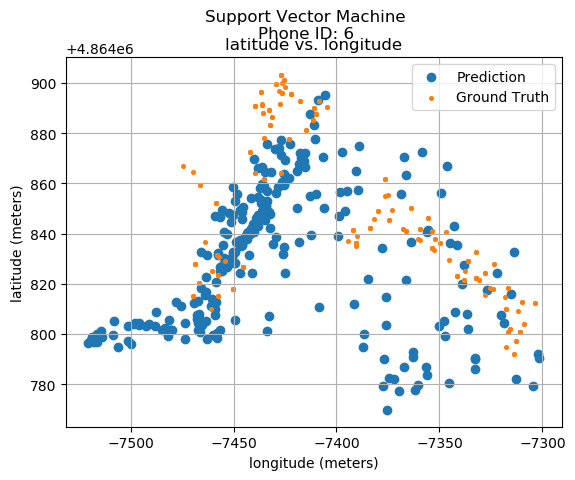 Support Vector Machine
Phone ID: 6
latitude vs. longitude
+4.864e6
Prediction
Ground Truth
900
880
860
840
820
800
780
latitude (meters)
−7500
−7450
−7400
−7350
−7300
longitude (meters)